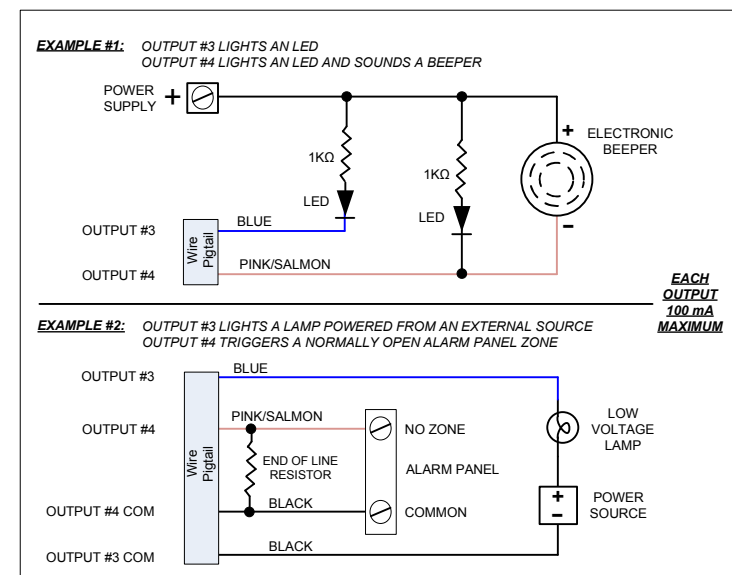 EXAMPLE #1: OUTPUT #3 LIGHTS AN LED
OUTPUT #4 LIGHTS AN LED AND SOUNDS A BEEPER
POWER
SUPPLY
+
+
ELECTRONIC
BEEPER
1KΩ
1KΩ
LED
LED
–
OUTPUT #3
BLUE
Wire
Pigtail
OUTPUT #4
PINK/SALMON
EACH
OUTPUT
100 mA
MAXIMUM
EXAMPLE #2: OUTPUT #3 LIGHTS A LAMP POWERED FROM AN EXTERNAL SOURCE
OUTPUT #4 TRIGGERS A NORMALLY OPEN ALARM PANEL ZONE
OUTPUT #3
BLUE
OUTPUT #4
PINK/SALMON
NO ZONE
LOW
VOLTAGE
LAMP
Wire
Pigtail
END OF LINE
RESISTOR
ALARM PANEL
OUTPUT #4 COM
BLACK
COMMON
+
–
POWER
SOURCE
OUTPUT #3 COM
BLACK